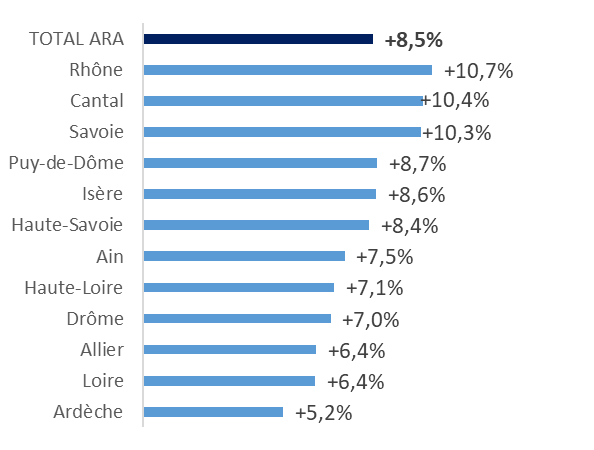 TOTAL ARA +8,5%
Rhône +10,7%
Cantal +10,4%
Savoie +10,3%
Puy-de-Dôme +8,7%
Isère +8,6%
Haute-Savoie +8,4%
Ain +7,5%
Haute-Loire +7,1%
Drôme +7,0%
Allier +6,4%
Loire +6,4%
Ardèche +5,2%